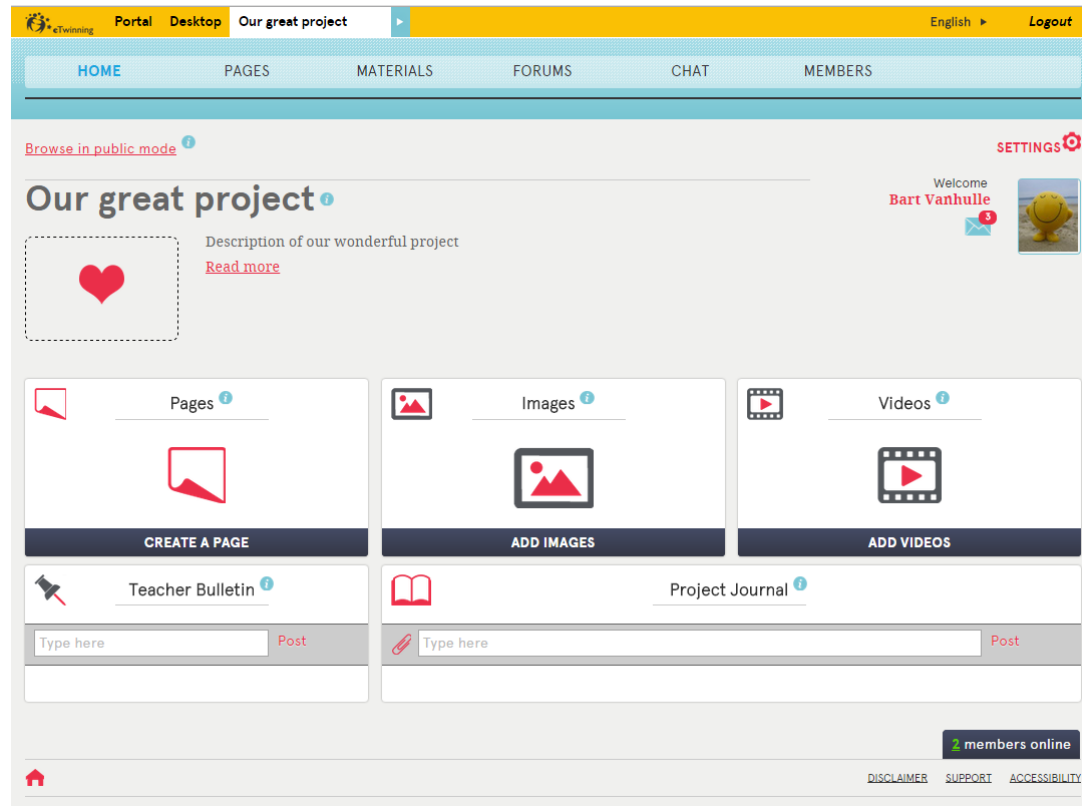 eTwinning Portal Desktop Our great project English Logout
HOME PAGES MATERIALS FORUMS CHAT MEMBERS
Browse in public mode i
SETTINGS
Our great project i
Welcome
Bart Vanhulle
3
Description of our wonderful project
Read more
Pages i
Images i
Videos i
CREATE A PAGE
ADD IMAGES
ADD VIDEOS
Teacher Bulletin i
Project Journal i
Type here Post
Type here Post
2 members online
DISCLAIMER SUPPORT ACCESSIBILITY